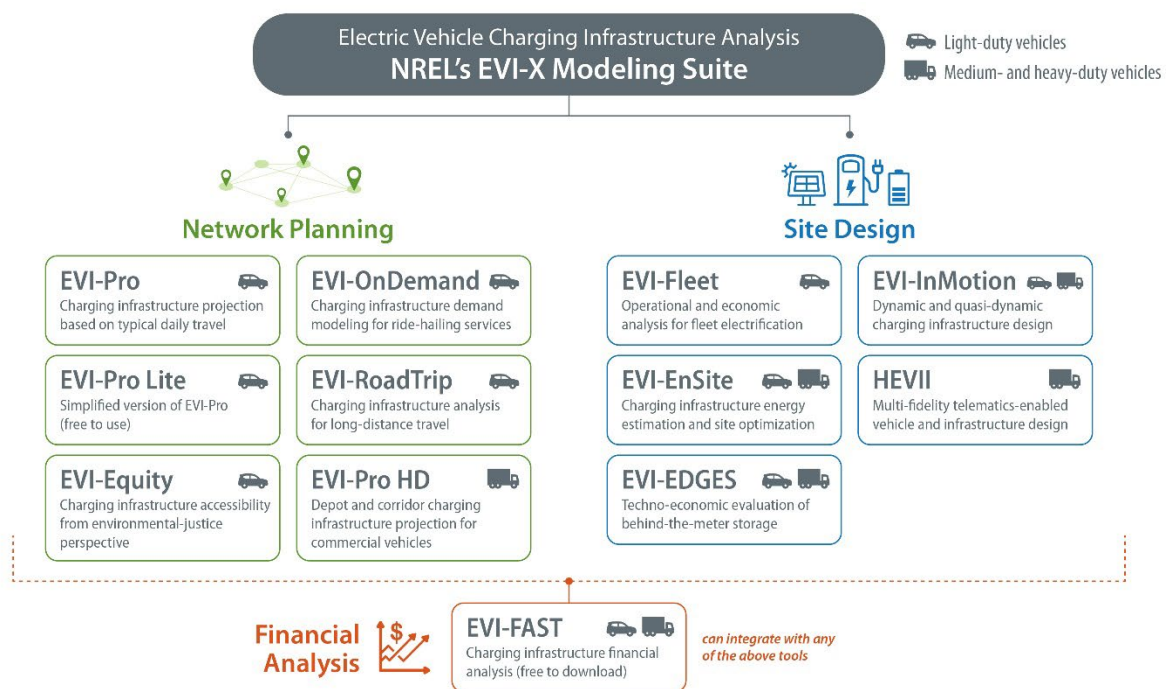 Electric Vehicle Charging Infrastructure Analysis
NREL's EVI-X Modeling Suite
Light-duty vehicles
Medium- and heavy-duty vehicles
Network Planning
EVI-Pro
Charging infrastructure projection
based on typical daily travel
EVI-OnDemand
Charging infrastructure demand
modeling for ride-hailing services
EVI-Pro Lite
Simplified version of EVI-Pro
(free to use)
EVI-RoadTrip
Charging infrastructure analysis
for long-distance travel
EVI-Equity
Charging infrastructure accessibility
from environmental-justice
perspective
EVI-Pro HD
Depot and corridor charging
infrastructure projection for
commercial vehicles
Site Design
EVI-Fleet
Operational and economic
analysis for fleet electrification
EVI-InMotion
Dynamic and quasi-dynamic
charging infrastructure design
EVI-EnSite
Charging infrastructure energy
estimation and site optimization
HEVII
Multi-fidelity telematics-enabled
vehicle and infrastructure design
EVI-EDGES
Techno-economic evaluation of
behind-the-meter storage
Financial
Analysis
$
EVI-FAST
Charging infrastructure financial
analysis (free to download)
can integrate with any
of the above tools